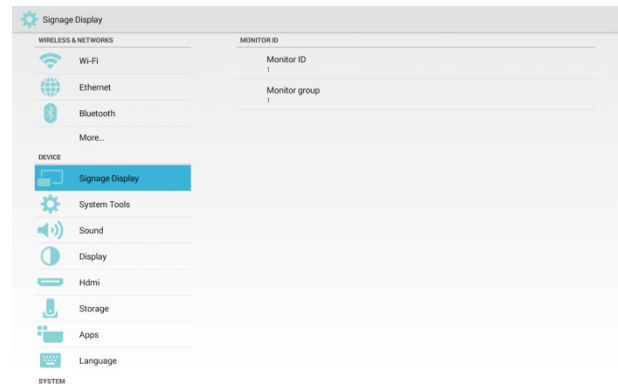 Signage Display
WIRELESS & NETWORKS
Wi-Fi
Ethernet
Bluetooth
More...
DEVICE
Signage Display
System Tools
Sound
Display
Hdmi
Storage
Apps
Language
SYSTEM
MONITOR ID
Monitor ID
1
Monitor group
1